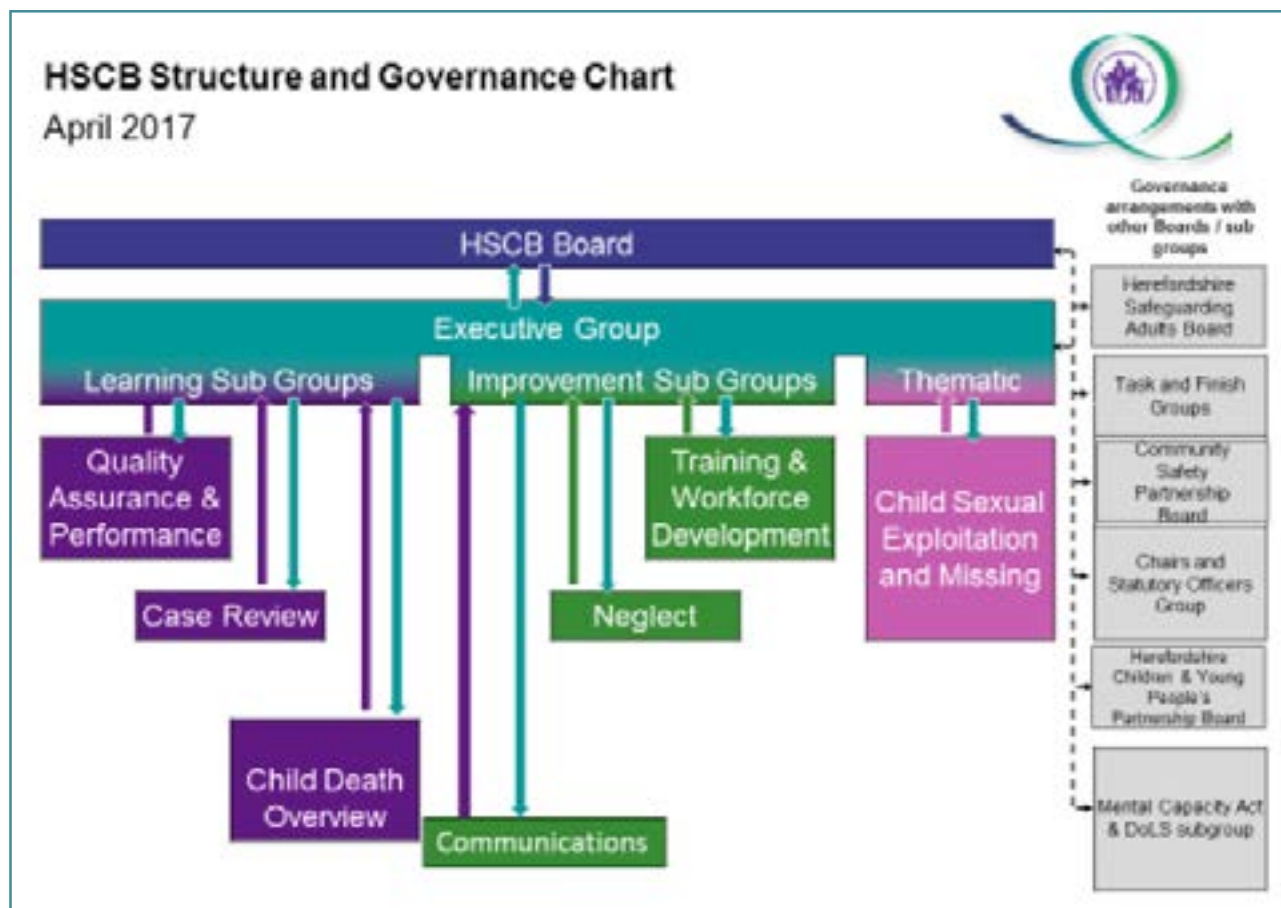 HSCB Structure and Governance Chart
April 2017
Governance
arrangements with
other Boards / sub
groups
HSCB Board
Executive Group
Learning Sub Groups
Improvement Sub Groups
Thematic
Quality
Assurance &
Performance
Case Review
Child Death
Overview
Communications
Neglect
Training &
Workforce
Development
Child Sexual
Exploitation
and Missing
Herefordshire
Safeguarding
Adults Board
Task and Finish
Groups
Community
Safety
Partnership
Board
Chairs and
Statutory Officers
Group
Herefordshire
Children & Young
People's
Partnership Board
Mental Capacity Act
& DoLS subgroup